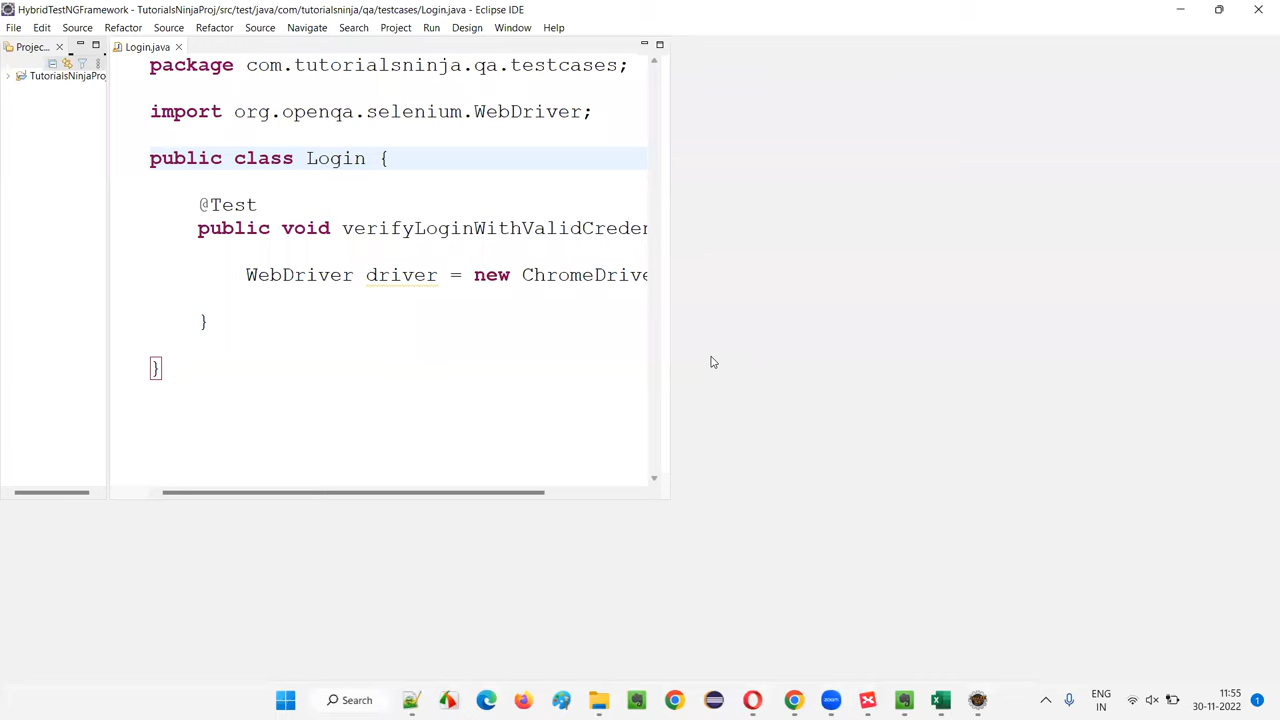 HybridTestNGFramework - TutorialsNinjaProj/src/test/java/com/tutorialsninja/qa/testcases/Login.java - Eclipse IDE
File Edit Source Refactor Source Refactor Navigate Search Project Run Design Window Help
Projec...
Login.java
TutorialsNinjaProj
package com.tutorialsninja.qa.testcases;
import org.openqa.selenium.WebDriver;
public class Login {
@Test
public void verifyLoginWithValidCreden
WebDriver driver = new ChromeDrive
}
}
Search
zoom
ENG
IN
11:55
30-11-2022
1